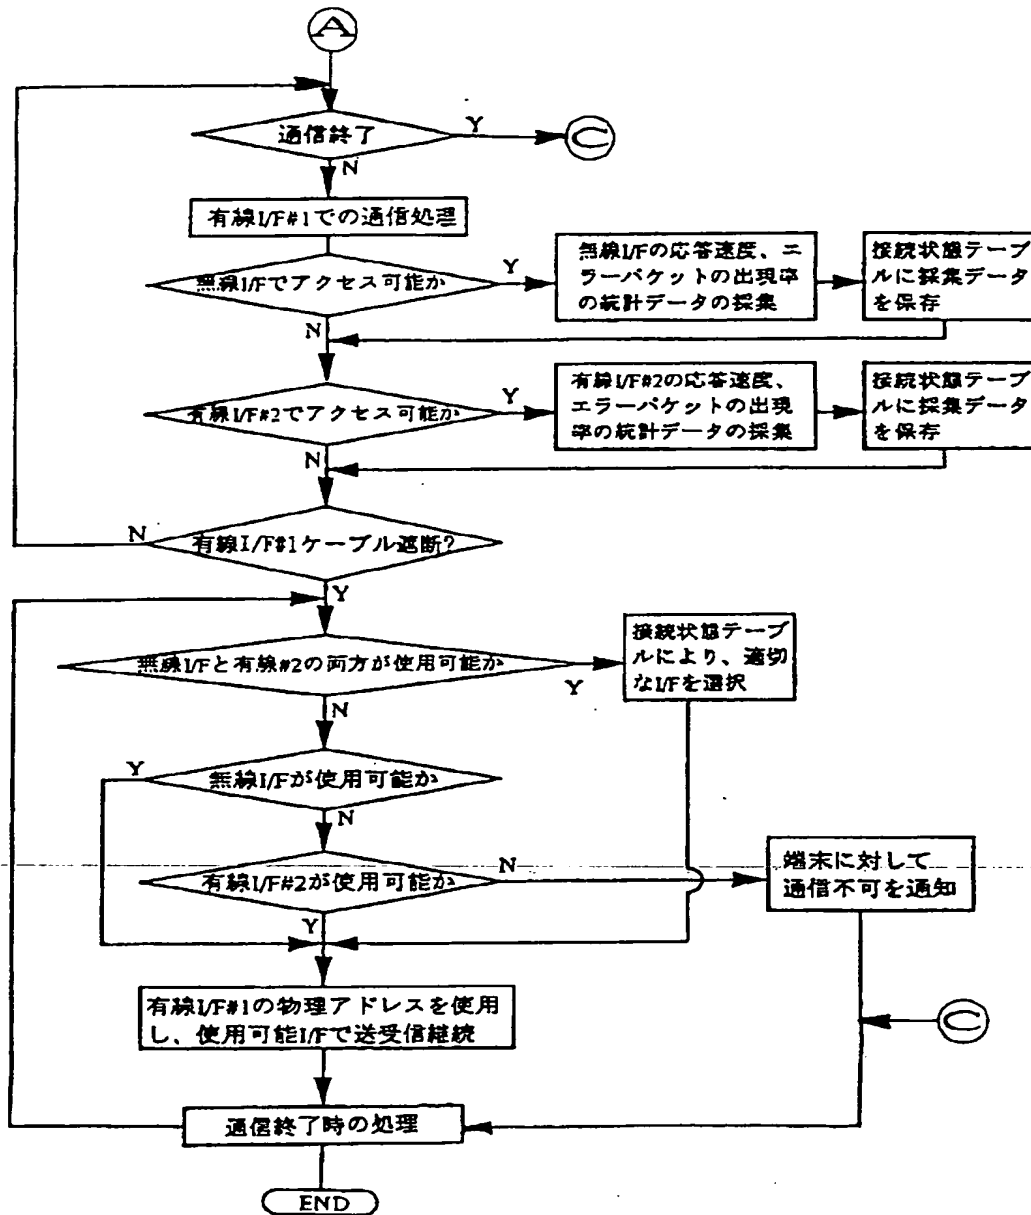 A
通信終了
Y
C
N
有線I/F#1での通信処理
無線I/Fでアクセス可能か
Y
無線I/Fの応答速度、エ
ラーパケットの出現率
の統計データの採集
接続状態テーブ
ルに採集データ
を保存
N
有線I/F#2でアクセス可能か
Y
有線I/F#2の応答速度、
エラーパケットの出現
率の統計データの採集
接続状態テーブ
ルに採集データ
を保存
N
有線I/F#1ケーブル遮断?
N
Y
無線I/Fと有線#2の両方が使用可能か
Y
接続状態テーブ
ルにより、適切
なI/Fを選択
N
無線I/Fが使用可能か
Y
N
有線I/F#2が使用可能か
N
端末に対して
通信不可を通知
Y
有線I/F#1の物理アドレスを使用
し、使用可能I/Fで送受信継続
C
通信終了時の処理
END